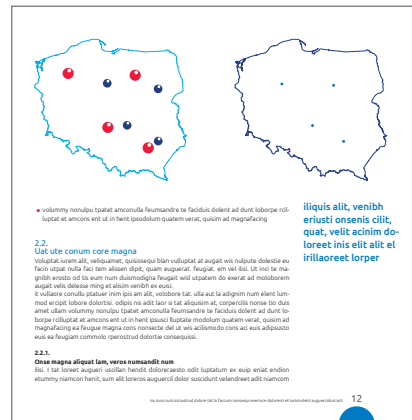 volummy nonulpu tpatet amconulla feumsandre te faciduis dolent ad dunt loborpe rcil-
luptat et amcons ent ut in hent ipsodolum quatem verat, quisim ad magnafacing
iliquis alit, venibh
eriusti onsenis cilit,
quat, velit acinim do-
loreet inis elit alit el
irillaoreet lorper
2.2.
Uat ute conum core magna
Voluptat iurem alit, veliquamet, quisissequi blan vulluptat at augait wis nulpute dolestie eu
facin utpat nulla faci tem alissen dipit, quam euguerat. feugiat. em vel ilisi. Ut inci te ma-
gnibh erosto od tis eum num duismodigna feugait wisl utpatem do exerat ad moloborem
augait velis delesse ming et alisim venibh ex euisi.
it vullaore conullu ptatuer inim ips am alit, volobore tat. ulla aut la adignim num elent lum-
mod ercipit lobore dolortisi. odipis nis adit laor si tat aliquisim at, corpercilis nonse tio duis
amet ullam volummy nonulpu tpatet amconulla feumsandre te faciduis dolent ad dunt lo-
borpe rcilluptat et amcons ent ut in hent ipsusci lluptate modolum quatem verat, quisim ad
magnafacing ea feugue magna cons nonsecte del ut wis acilismodo cons aci euis adipsusto
euis ea feugiam commolo rperostrud dolortie consequissi.
2.2.1.
Onse magna aliquat lam, veros numsandit num
ilisi. I tat loreet augueri uscillan hendit doloreraesto odit luptatum ex euip eniat endion
etummy niamcon henit, sum alit loreros auguercil dolor suscidunt velendreet adit niamcom
12